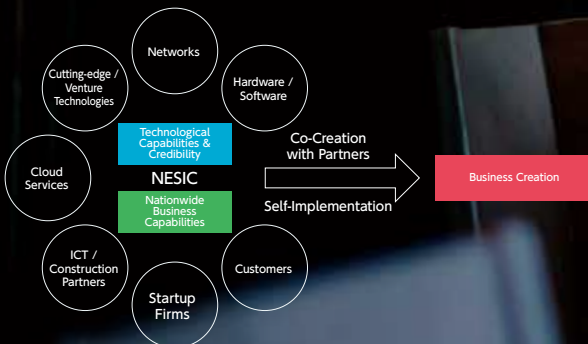 Networks
Cutting-edge /
Venture
Technologies
Hardware /
Software
Technological
Capabilities &
Credibility
Cloud
Services
NESIC
Nationwide
Business
Capabilities
ICT /
Construction
Partners
Startup
Firms
Customers
Co-Creation
with Partners
Self-Implementation
Business Creation